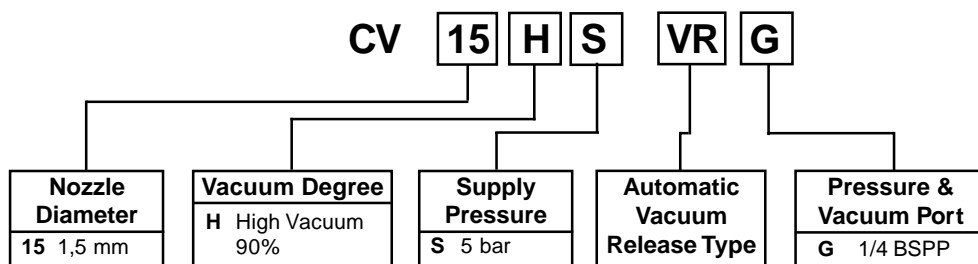 CV 15 H S VR G
Nozzle
Diameter
15 1,5 mm
Vacuum Degree
H High Vacuum
90%
Supply
Pressure
S 5 bar
Automatic
Vacuum
Release Type
Pressure &
Vacuum Port
G 1/4 BSPP